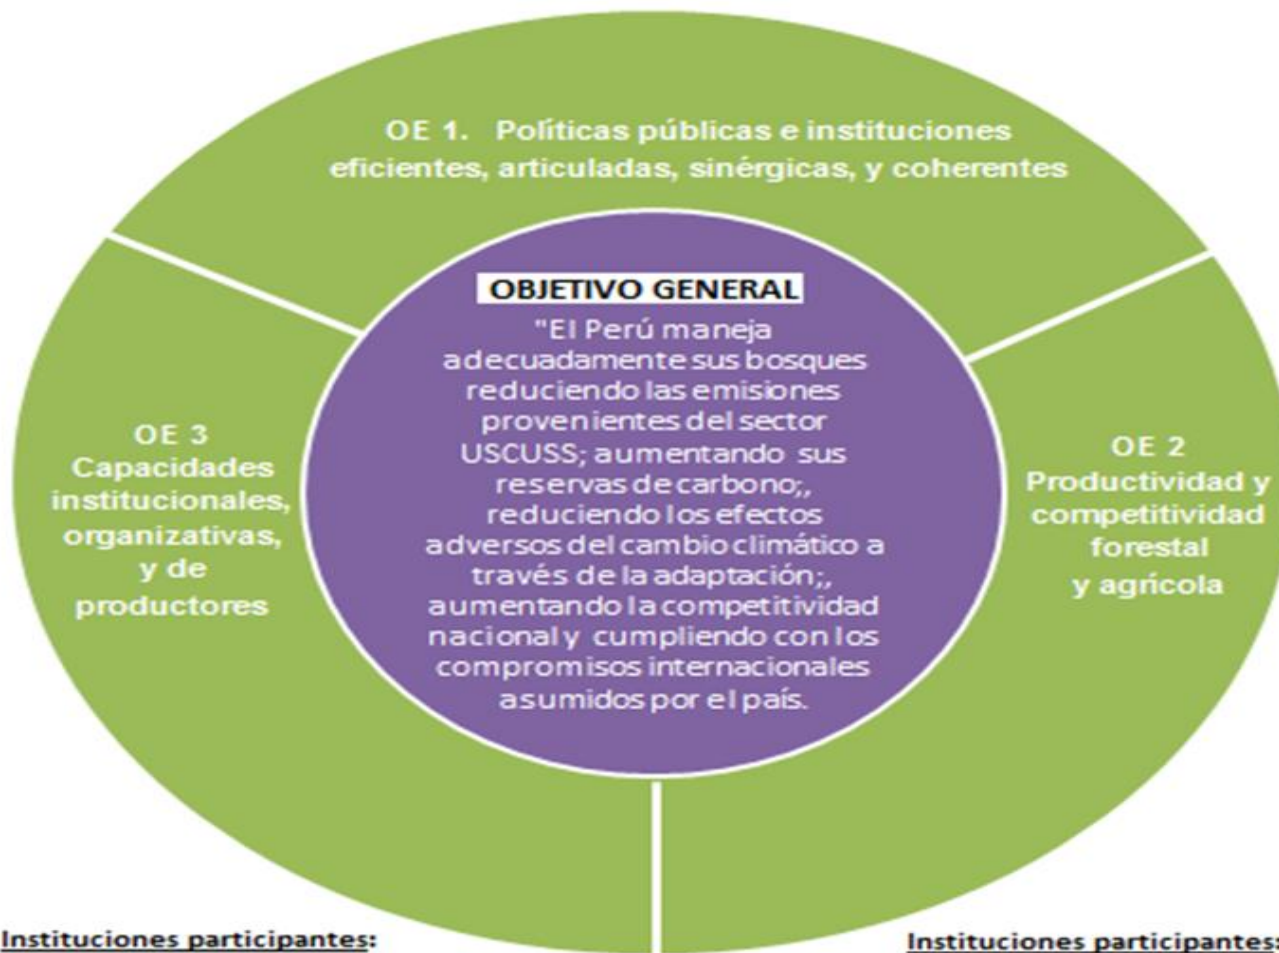 OE 1. Políticas públicas e instituciones
eficientes, articuladas, sinérgicas, y coherentes
OBJETIVO GENERAL
"El Perú maneja
adecuadamente sus bosques
reduciendo las emisiones
provenientes del sector
USCUSS; aumentando sus
reservas de carbono;,
reduciendo los efectos
adversos del cambio climático a
través de la adaptación;,
aumentando la competitividad
nacional y cumpliendo con los
compromisos internacionales
asumidos por el país.
OE 3
Capacidades
institucionales,
organizativas,
y de
productores
OE 2
Productividad y
competitividad
forestal
y agrícola
Instituciones participantes:
Instituciones participantes: